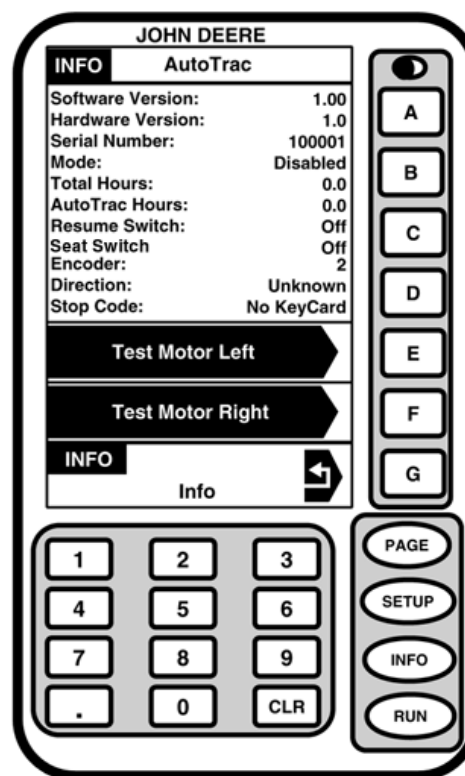 JOHN DEERE
INFO AutoTrac
Software Version: 1.00
Hardware Version: 1.0
Serial Number: 100001
Mode: Disabled
Total Hours: 0.0
AutoTrac Hours: 0.0
Resume Switch: Off
Seat Switch Off
Encoder: 2
Direction: Unknown
Stop Code: No KeyCard
Test Motor Left
Test Motor Right
INFO
Info
A
B
C
D
E
F
G
PAGE
SETUP
INFO
RUN
1 2 3
4 5 6
7 8 9
. 0 CLR